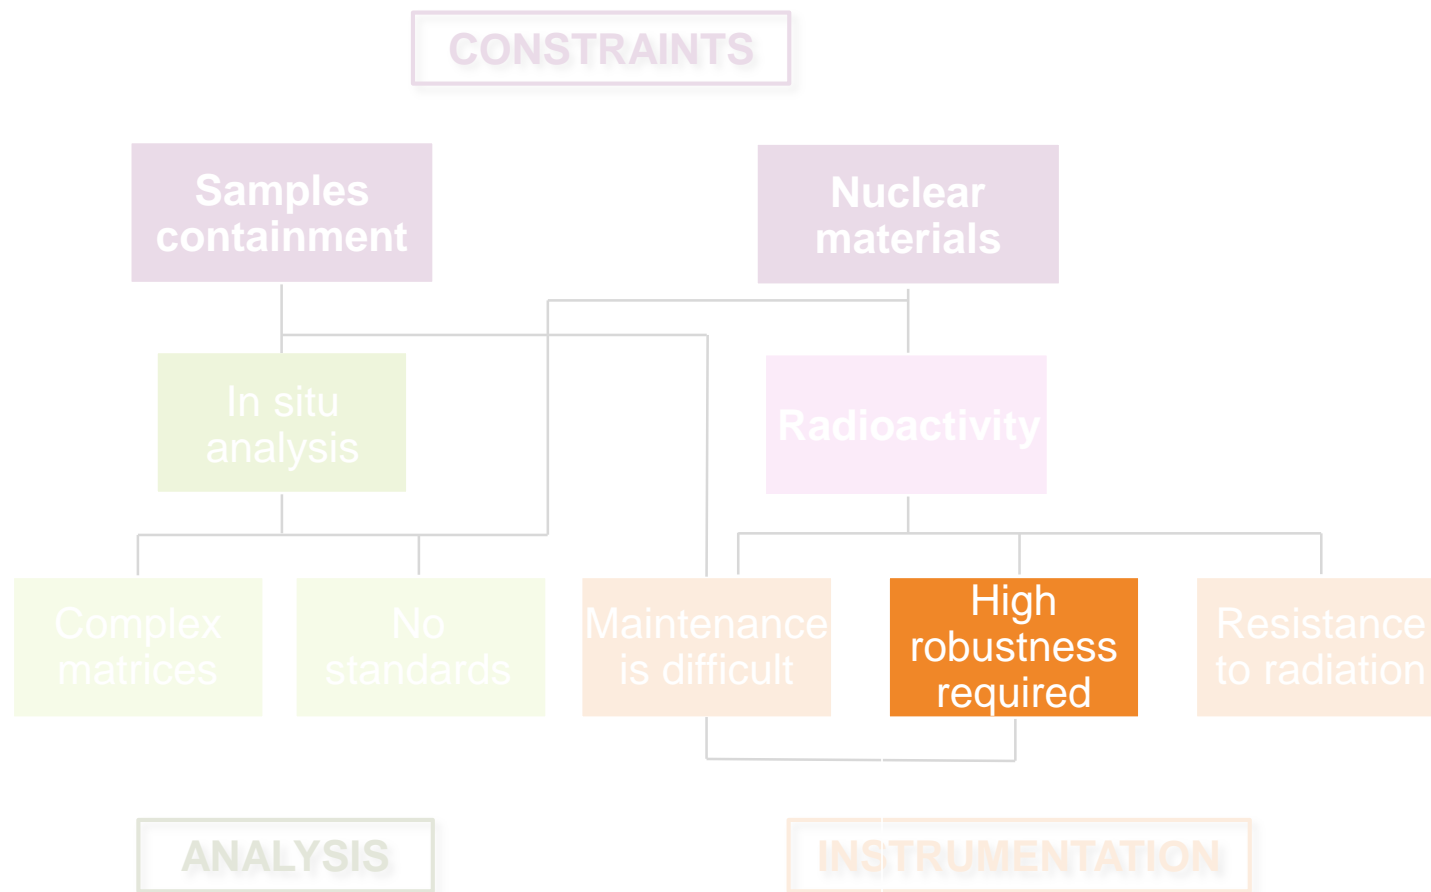 CONSTRAINTS
Samples
containment
Nuclear
materials
In situ
analysis
Radioactivity
Complex
matrices
No
standards
Maintenance
is difficult
High
robustness
required
Resistance
to radiation
ANALYSIS
INSTRUMENTATION